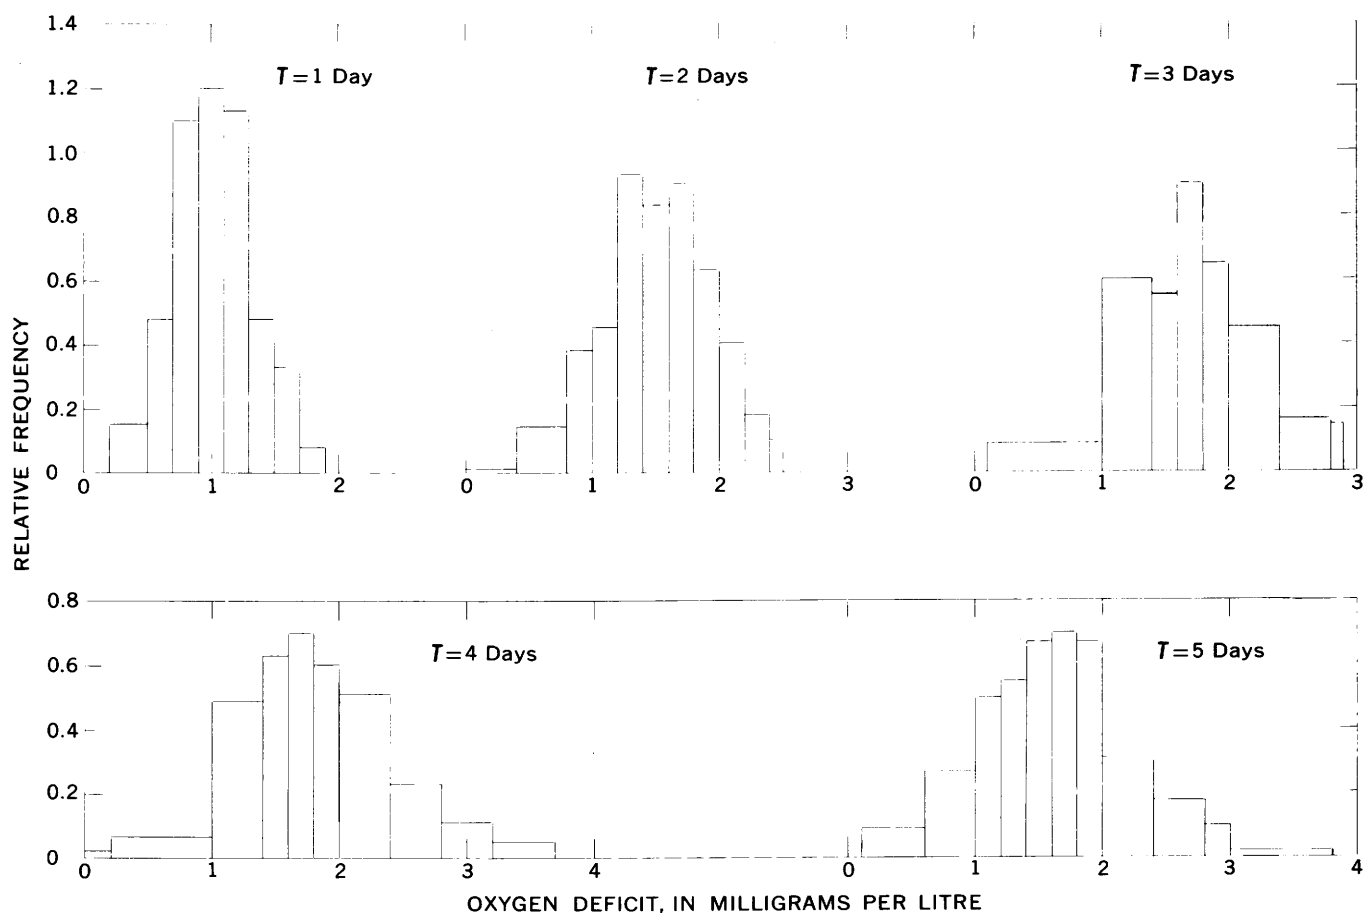 1.4
T=1 Day
T=2 Days
T=3 Days
1.2
1.0
0.8
0.6
0.4
0.2
0
0 1 2
0 1 2 3
0 1 2 3
RELATIVE FREQUENCY
0.8
T=4 Days
T=5 Days
0.6
0.4
0.2
0
0 1 2 3 4
0 1 2 3 4
OXYGEN DEFICIT, IN MILLIGRAMS PER LITRE